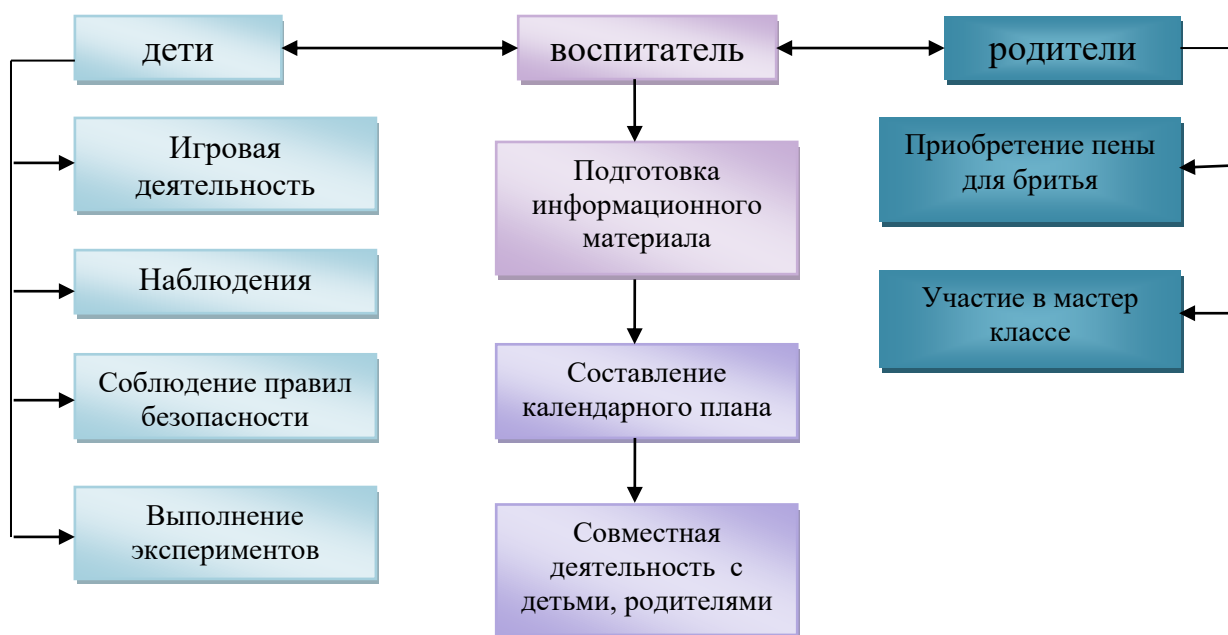 дети
воспитатель
родители
Игровая
деятельность
Наблюдения
Соблюдение правил
безопасности
Выполнение
экспериментов
Подготовка
информационного
материала
Составление
календарного плана
Совместная
деятельность с
детьми, родителями
Приобретение пены
для бритья
Участие в мастер
классе